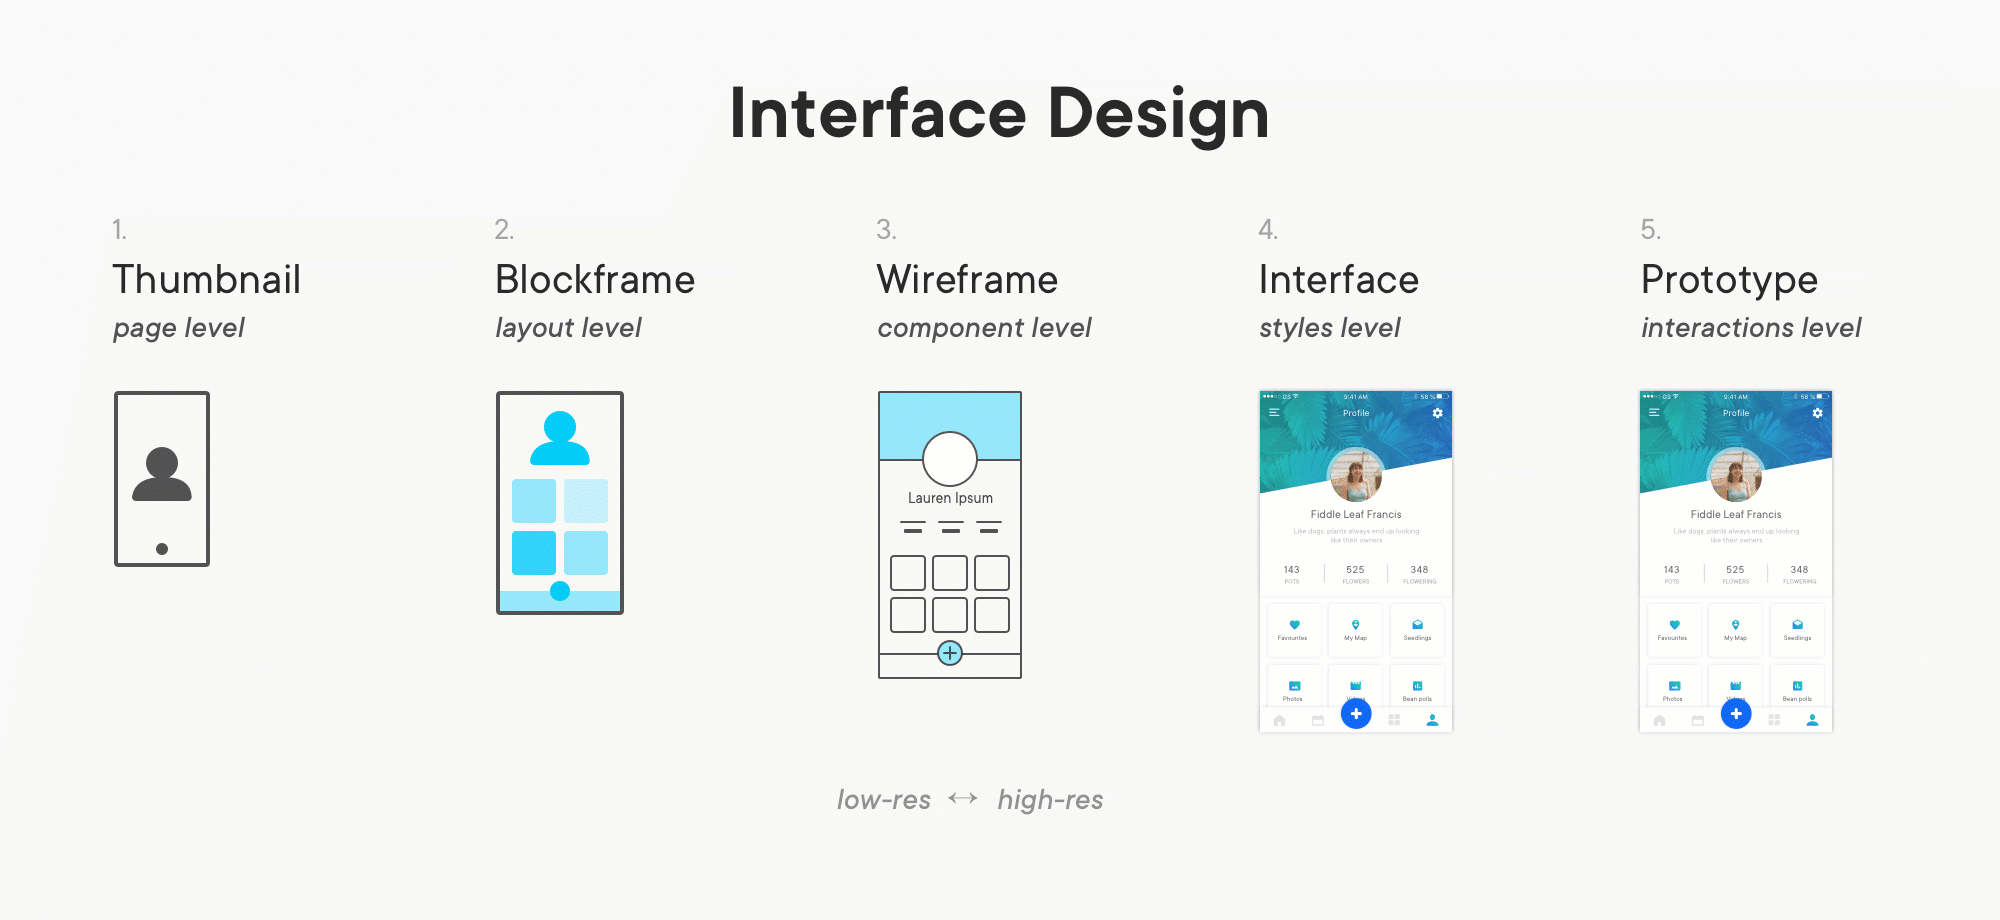 Interface Design
1.
Thumbnail
page level
2.
Blockframe
layout level
3.
Wireframe
component level
Lauren Ipsum
4.
Interface
styles level
GS 9:41 AM 58 %
Profile
Fiddle Leaf Francis
Like dogs, plants always end up looking
like their owners
143 525 348
POTS FLOWERS FLOWERING
Favourites My Map Seedlings
Photos Videos Bean polls
5.
Prototype
interactions level
GS 9:41 AM 58 %
Profile
Fiddle Leaf Francis
Like dogs, plants always end up looking
like their owners
143 525 348
POTS FLOWERS FLOWERING
Favourites My Map Seedlings
Photos Videos Bean polls
low-res ↔ high-res